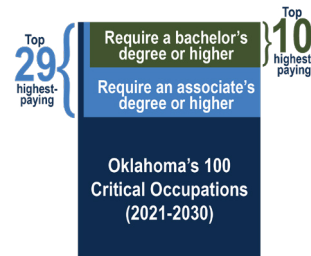 Top
29
highest-
paying
Require a bachelor's
degree or higher
Top
10
highest
paying
Require an associate's
degree or higher
Oklahoma's 100
Critical Occupations
(2021-2030)